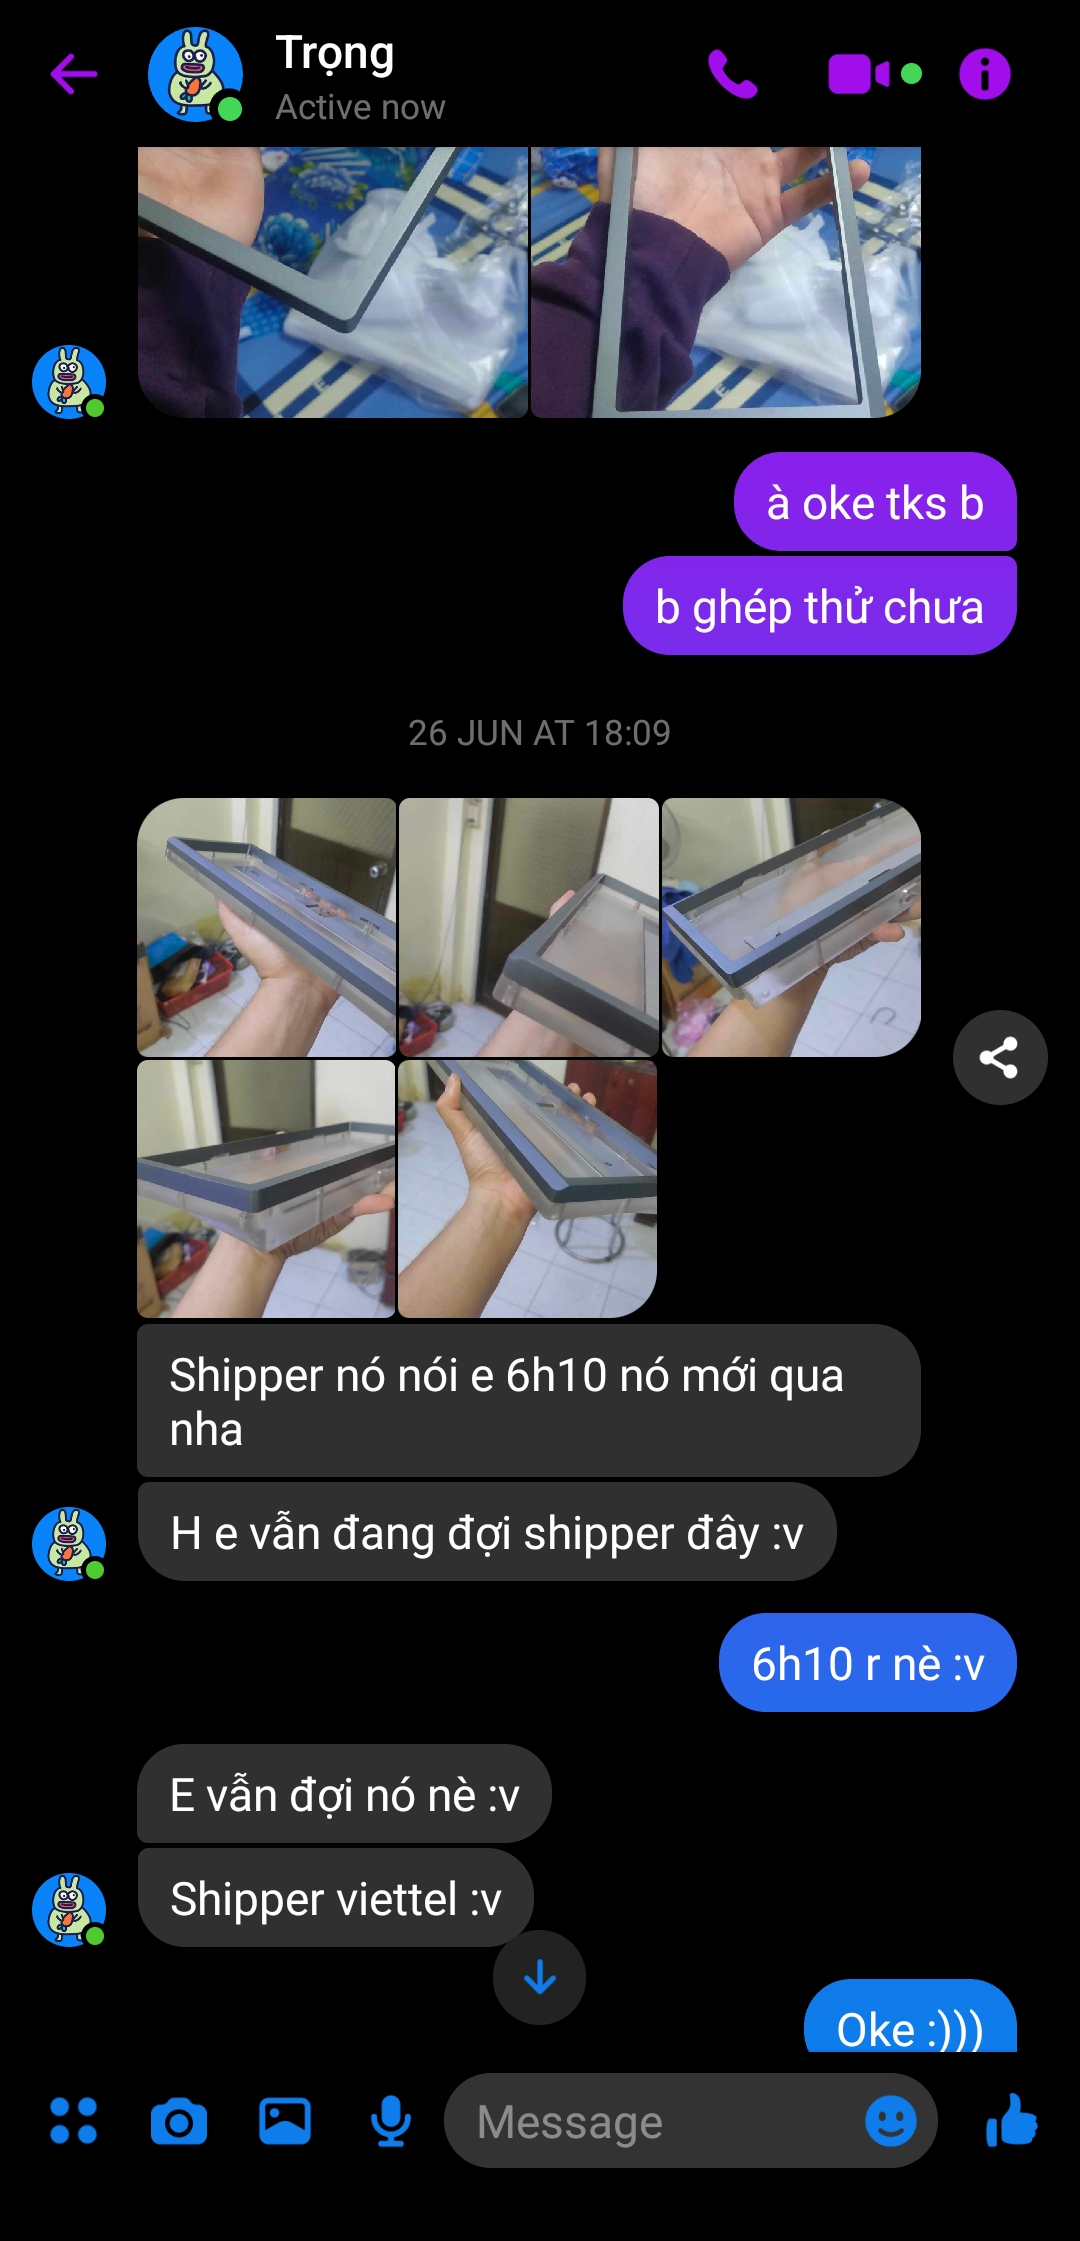 Trọng
Active now
à oke tks b
b ghép thử chưa
26 JUN AT 18:09
Shipper nó nói e 6h10 nó mới qua
nha
H e vẫn đang đợi shipper đây :v
6h10 r nè :v
E vẫn đợi nó nè :v
Shipper viettel :v
Oke :)))
Message